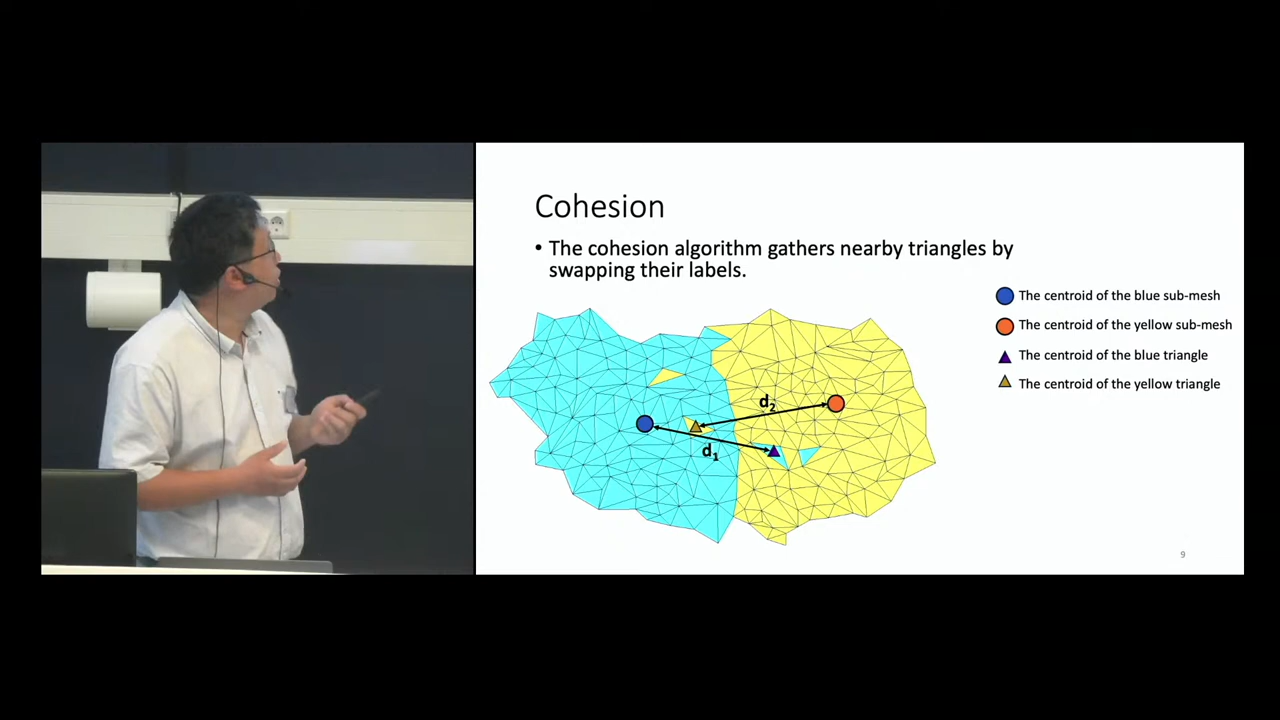 Cohesion
• The cohesion algorithm gathers nearby triangles by
swapping their labels.
The centroid of the blue sub-mesh
The centroid of the yellow sub-mesh
The centroid of the blue triangle
The centroid of the yellow triangle
d₂
d₁
9